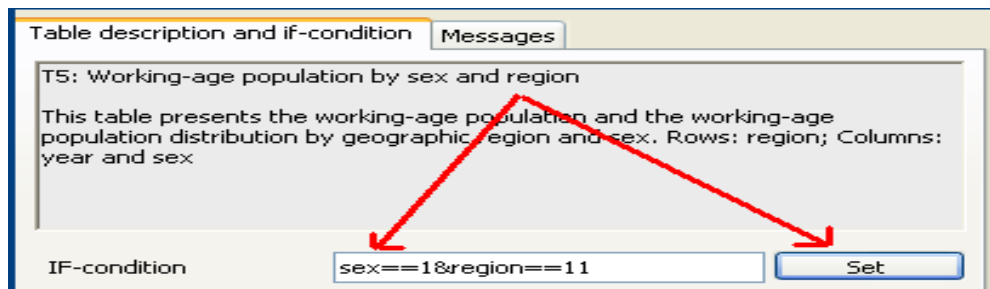 Table description and if-condition Messages
T5: Working-age population by sex and region
This table presents the working-age population and the working-age
population distribution by geographic region and sex. Rows: region; Columns:
year and sex
IF-condition sex==1&region==11 Set